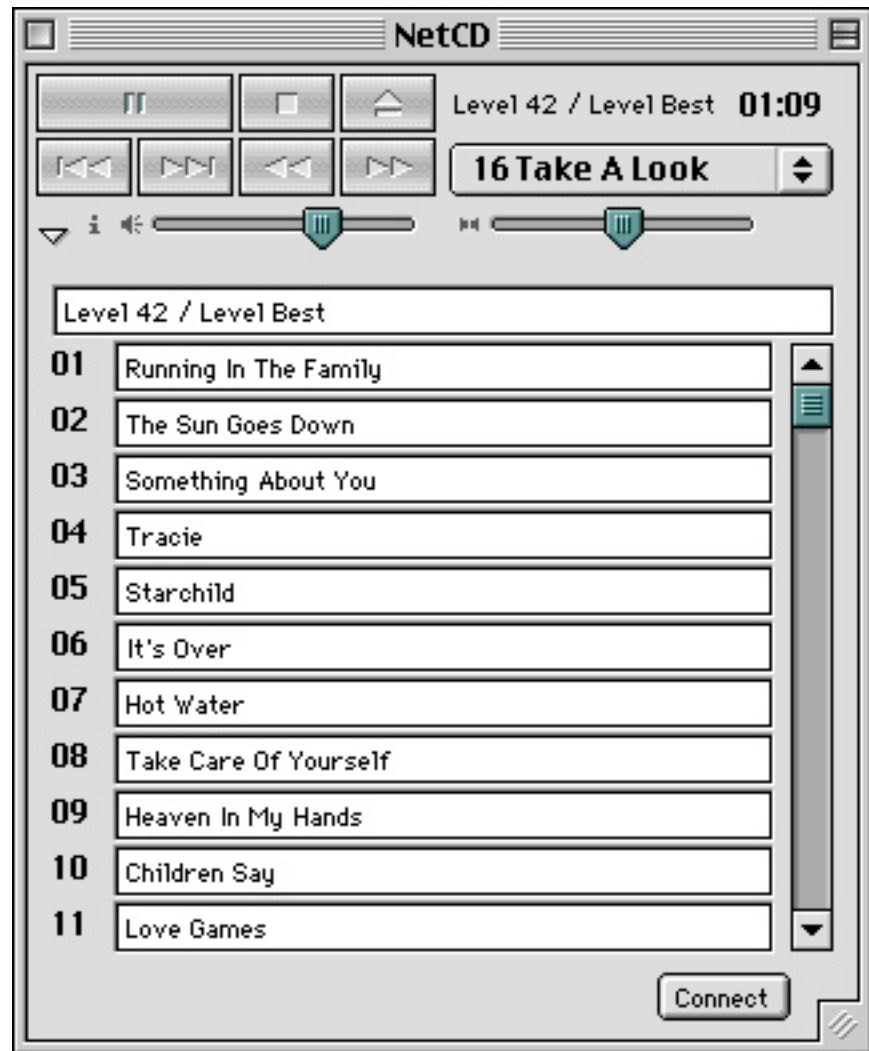 NetCD
Level 42 / Level Best 01:09
16 Take A Look
i
Level 42 / Level Best
01 Running In The Family
02 The Sun Goes Down
03 Something About You
04 Tracie
05 Starchild
06 It's Over
07 Hot Water
08 Take Care Of Yourself
09 Heaven In My Hands
10 Children Say
11 Love Games
Connect